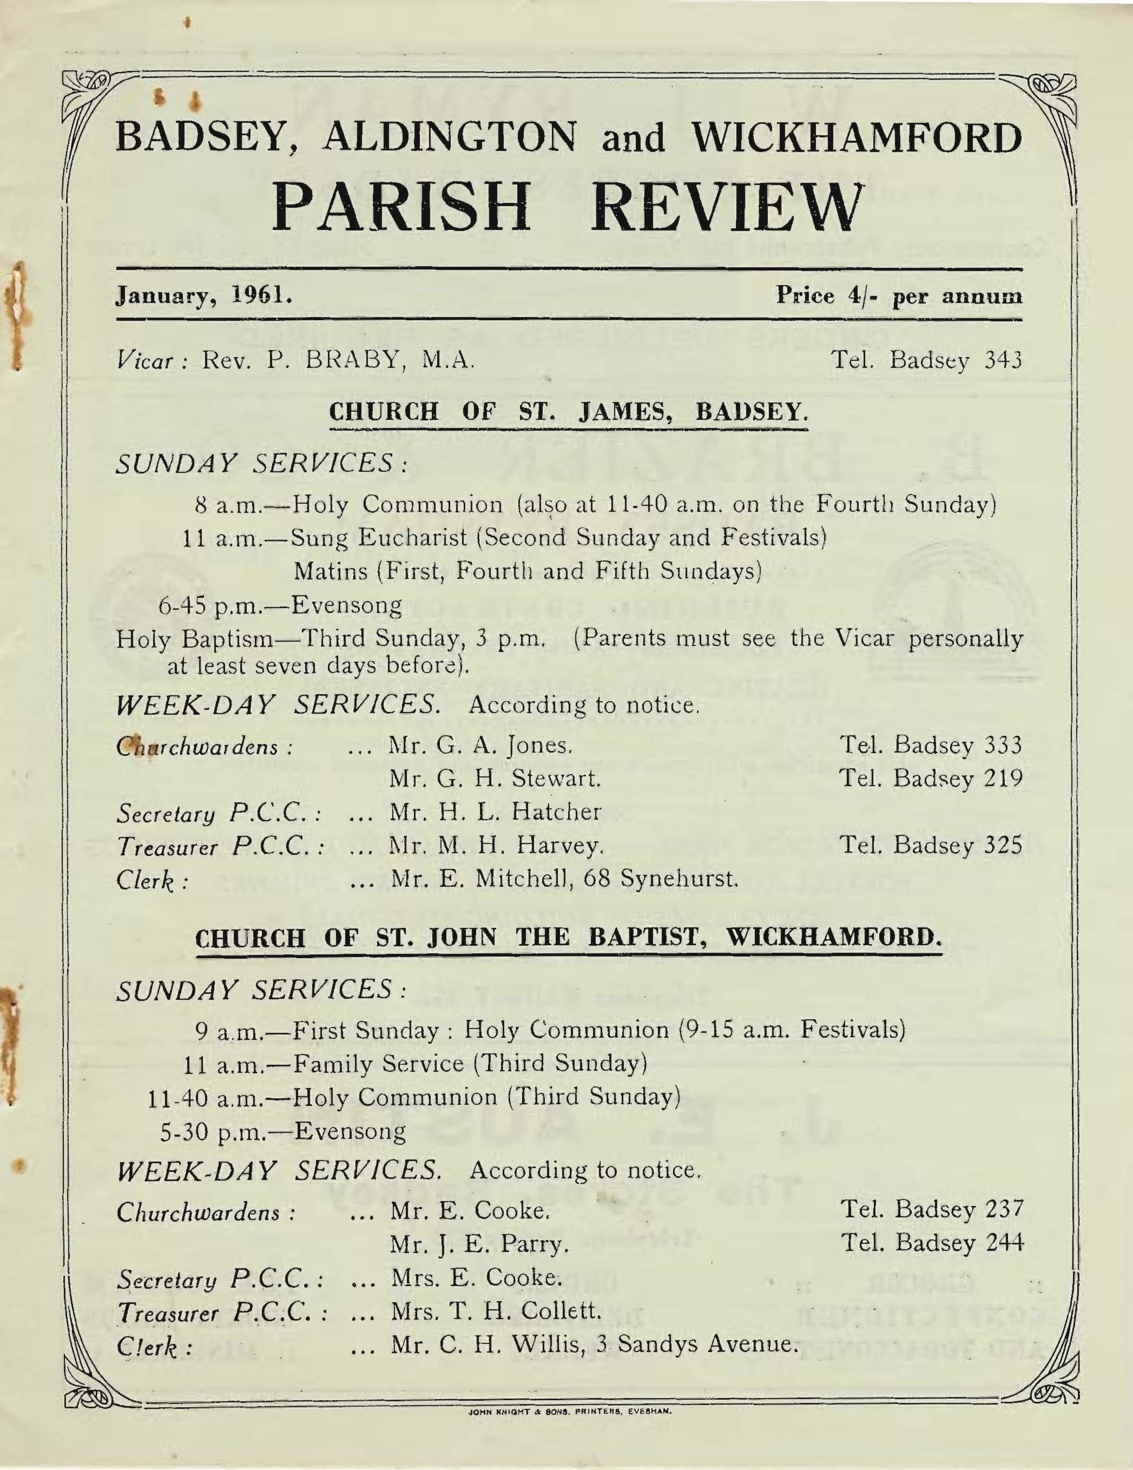 BADSEY, ALDINGTON and WICKHAMFORD
PARISH REVIEW
January, 1961. Price 4/- per annum
Vicar : Rev. P. BRABY, M.A. Tel. Badsey 343
CHURCH OF ST. JAMES, BADSEY.
SUNDAY SERVICES :
8 a.m.—Holy Communion (also at 11-40 a.m. on the Fourth Sunday)
11 a.m.—Sung Eucharist (Second Sunday and Festivals)
Matins (First, Fourth and Fifth Sundays)
6-45 p.m.—Evensong
Holy Baptism—Third Sunday, 3 p.m. (Parents must see the Vicar personally
at least seven days before).
WEEK-DAY SERVICES. According to notice.
Churchwardens : ... Mr. G. A. Jones. Tel. Badsey 333
Mr. G. H. Stewart. Tel. Badsey 219
Secretary P.C.C. : ... Mr. H. L. Hatcher
Treasurer P.C.C. : ... Mr. M. H. Harvey. Tel. Badsey 325
Clerk : ... Mr. E. Mitchell, 68 Synehurst.
CHURCH OF ST. JOHN THE BAPTIST, WICKHAMFORD.
SUNDAY SERVICES :
9 a.m.—First Sunday : Holy Communion (9-15 a.m. Festivals)
11 a.m.—Family Service (Third Sunday)
11-40 a.m.—Holy Communion (Third Sunday)
5-30 p.m.—Evensong
WEEK-DAY SERVICES. According to notice.
Churchwardens : ... Mr. E. Cooke. Tel. Badsey 237
Mr. J. E. Parry. Tel. Badsey 244
Secretary P.C.C. : ... Mrs. E. Cooke.
Treasurer P.C.C. : ... Mrs. T. H. Collett.
Clerk : ... Mr. C. H. Willis, 3 Sandys Avenue.
JOHN KNIGHT & SONS, PRINTERS, EVESHAM.